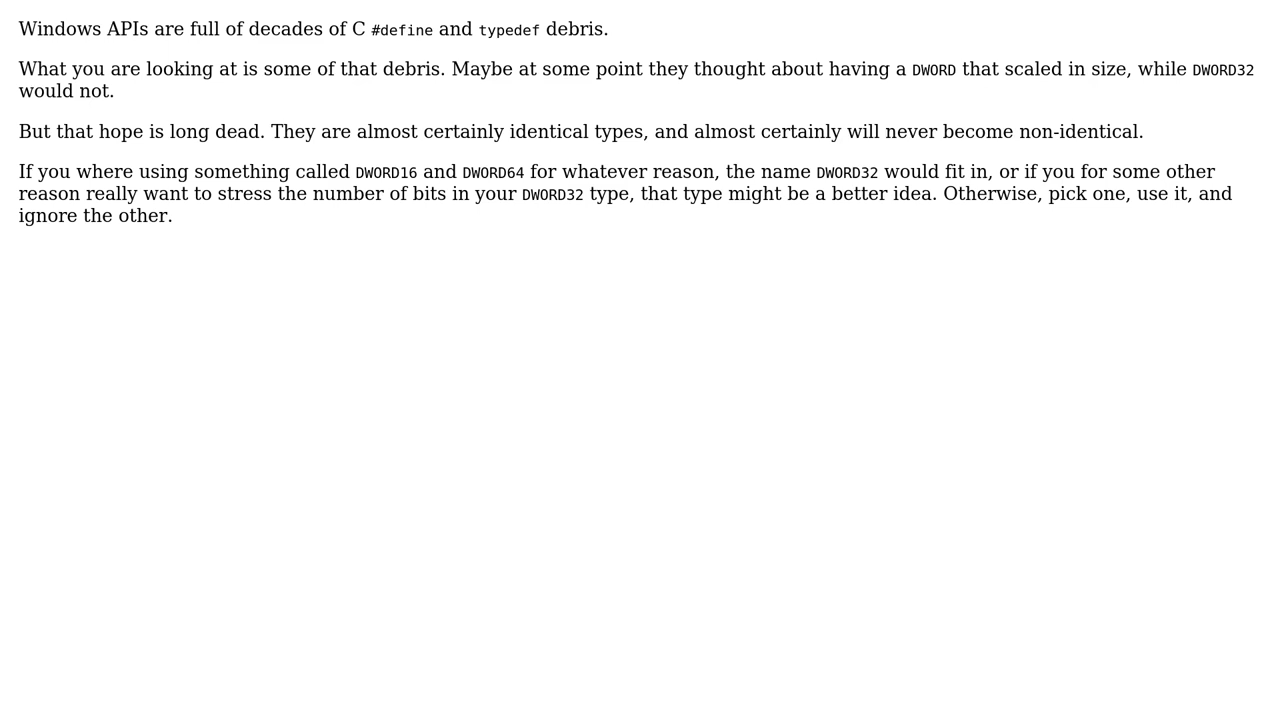 Windows APIs are full of decades of C #define and typedef debris.
What you are looking at is some of that debris. Maybe at some point they thought about having a DWORD that scaled in size, while DWORD32
would not.
But that hope is long dead. They are almost certainly identical types, and almost certainly will never become non-identical.
If you where using something called DWORD16 and DWORD64 for whatever reason, the name DWORD32 would fit in, or if you for some other
reason really want to stress the number of bits in your DWORD32 type, that type might be a better idea. Otherwise, pick one, use it, and
ignore the other.